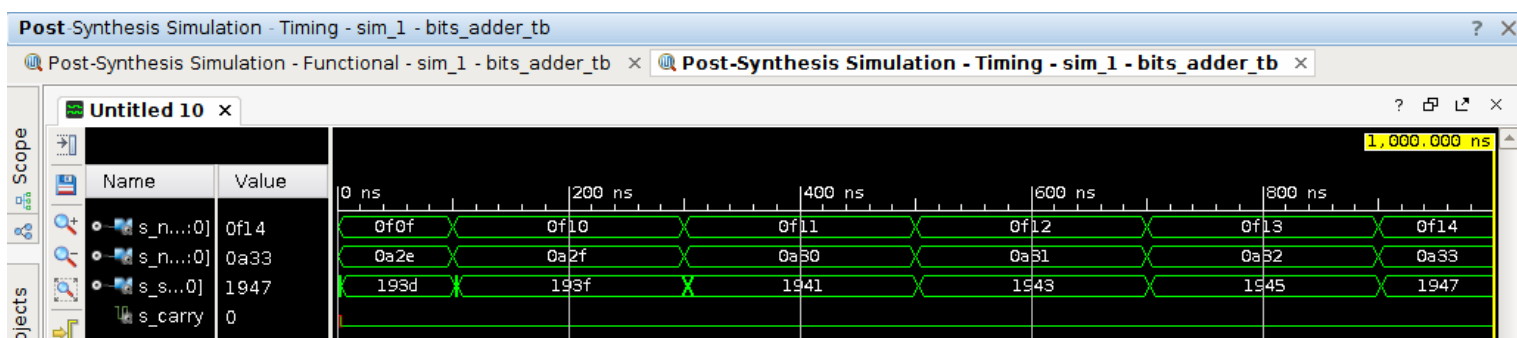 Post-Synthesis Simulation - Timing - sim_1 - bits_adder_tb ? ×
Post-Synthesis Simulation - Functional - sim_1 - bits_adder_tb × Post-Synthesis Simulation - Timing - sim_1 - bits_adder_tb ×
Scope
Untitled 10 × ?
1,000.000 ns
Name Value 0 ns 200 ns 400 ns 600 ns 800 ns
s_n...:0] 0f14 0f0f 0f10 0f11 0f12 0f13 0f14
s_n...:0] 0a33 0a2e 0a2f 0a30 0a31 0a32 0a33
s_s...0] 1947 193d 193f 1941 1943 1945 1947
s_carry 0
jects